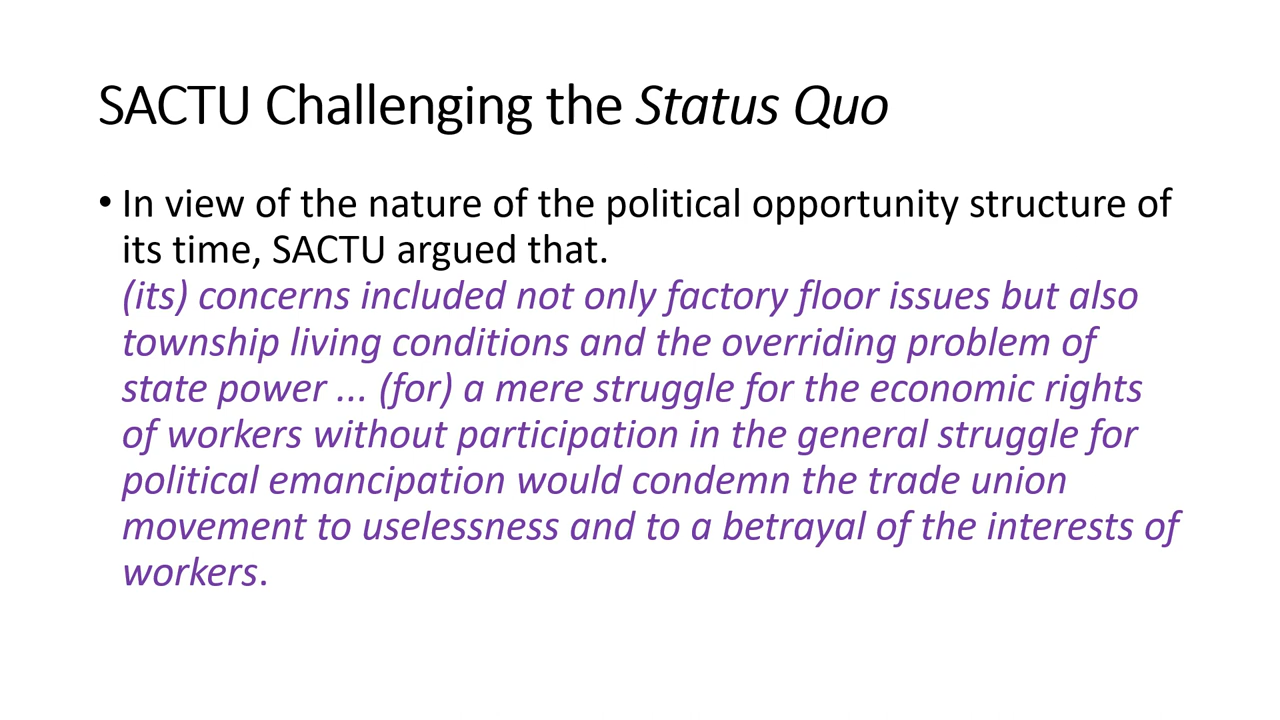 SACTU Challenging the Status Quo
• In view of the nature of the political opportunity structure of
its time, SACTU argued that.
(its) concerns included not only factory floor issues but also
township living conditions and the overriding problem of
state power ... (for) a mere struggle for the economic rights
of workers without participation in the general struggle for
political emancipation would condemn the trade union
movement to uselessness and to a betrayal of the interests of
workers.